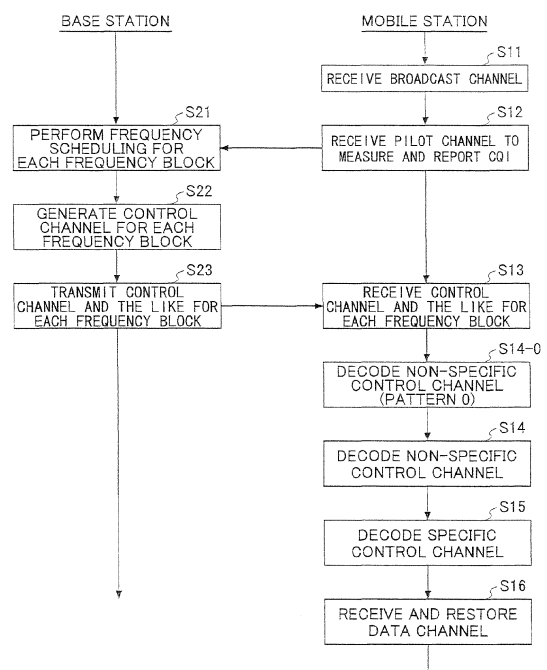 BASE STATION
MOBILE STATION
S11
RECEIVE BROADCAST CHANNEL
S21
PERFORM FREQUENCY
SCHEDULING FOR
EACH FREQUENCY BLOCK
S12
RECEIVE PILOT CHANNEL TO
MEASURE AND REPORT CQI
S22
GENERATE CONTROL
CHANNEL FOR EACH
FREQUENCY BLOCK
S23
TRANSMIT CONTROL
CHANNEL AND THE LIKE FOR
EACH FREQUENCY BLOCK
S13
RECEIVE CONTROL
CHANNEL AND THE LIKE FOR
EACH FREQUENCY BLOCK
S14-0
DECODE NON-SPECIFIC
CONTROL CHANNEL
(PATTERN 0)
S14
DECODE NON-SPECIFIC
CONTROL CHANNEL
S15
DECODE SPECIFIC
CONTROL CHANNEL
S16
RECEIVE AND RESTORE
DATA CHANNEL